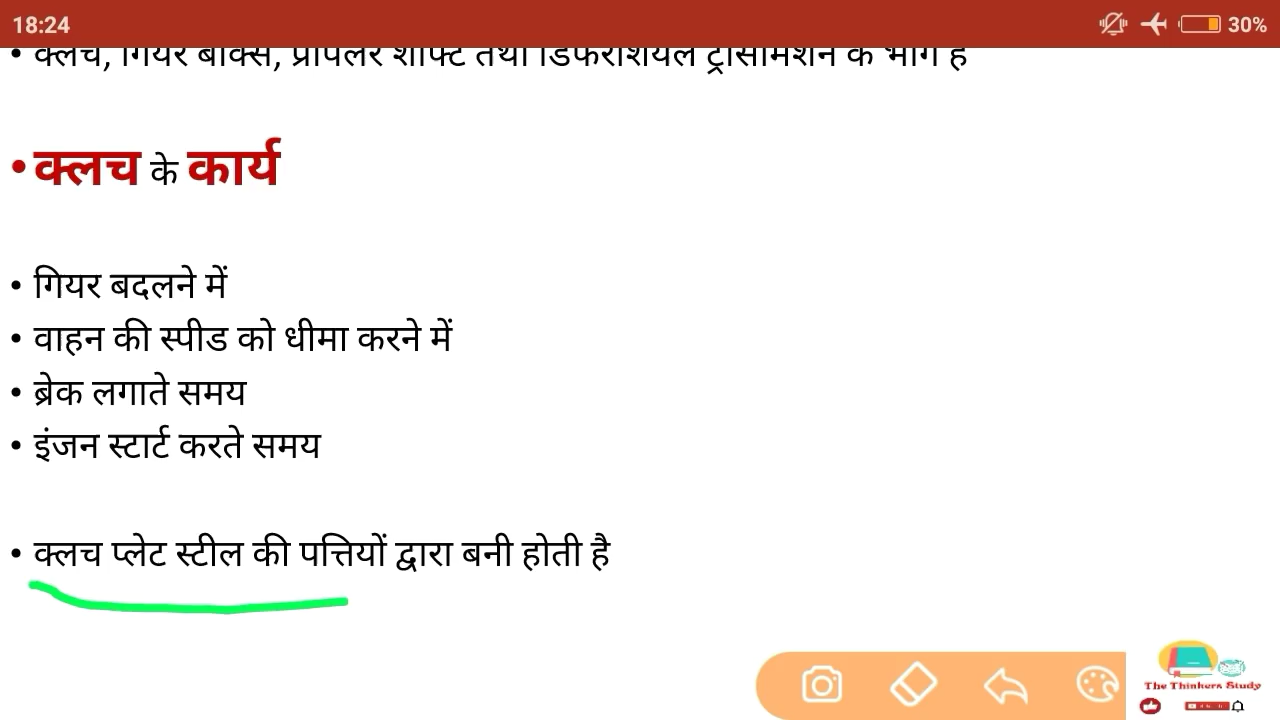 18:24
30%
• क्लच, गियर बॉक्स, प्रोपेलर शॉफ्ट तथा डिफरेंशियल ट्रांसमिशन के भाग है
• क्लच के कार्य
• गियर बदलने में
• वाहन की स्पीड को धीमा करने में
• ब्रेक लगाते समय
• इंजन स्टार्ट करते समय
• क्लच प्लेट स्टील की पत्तियों द्वारा बनी होती है
The Thinkers Study